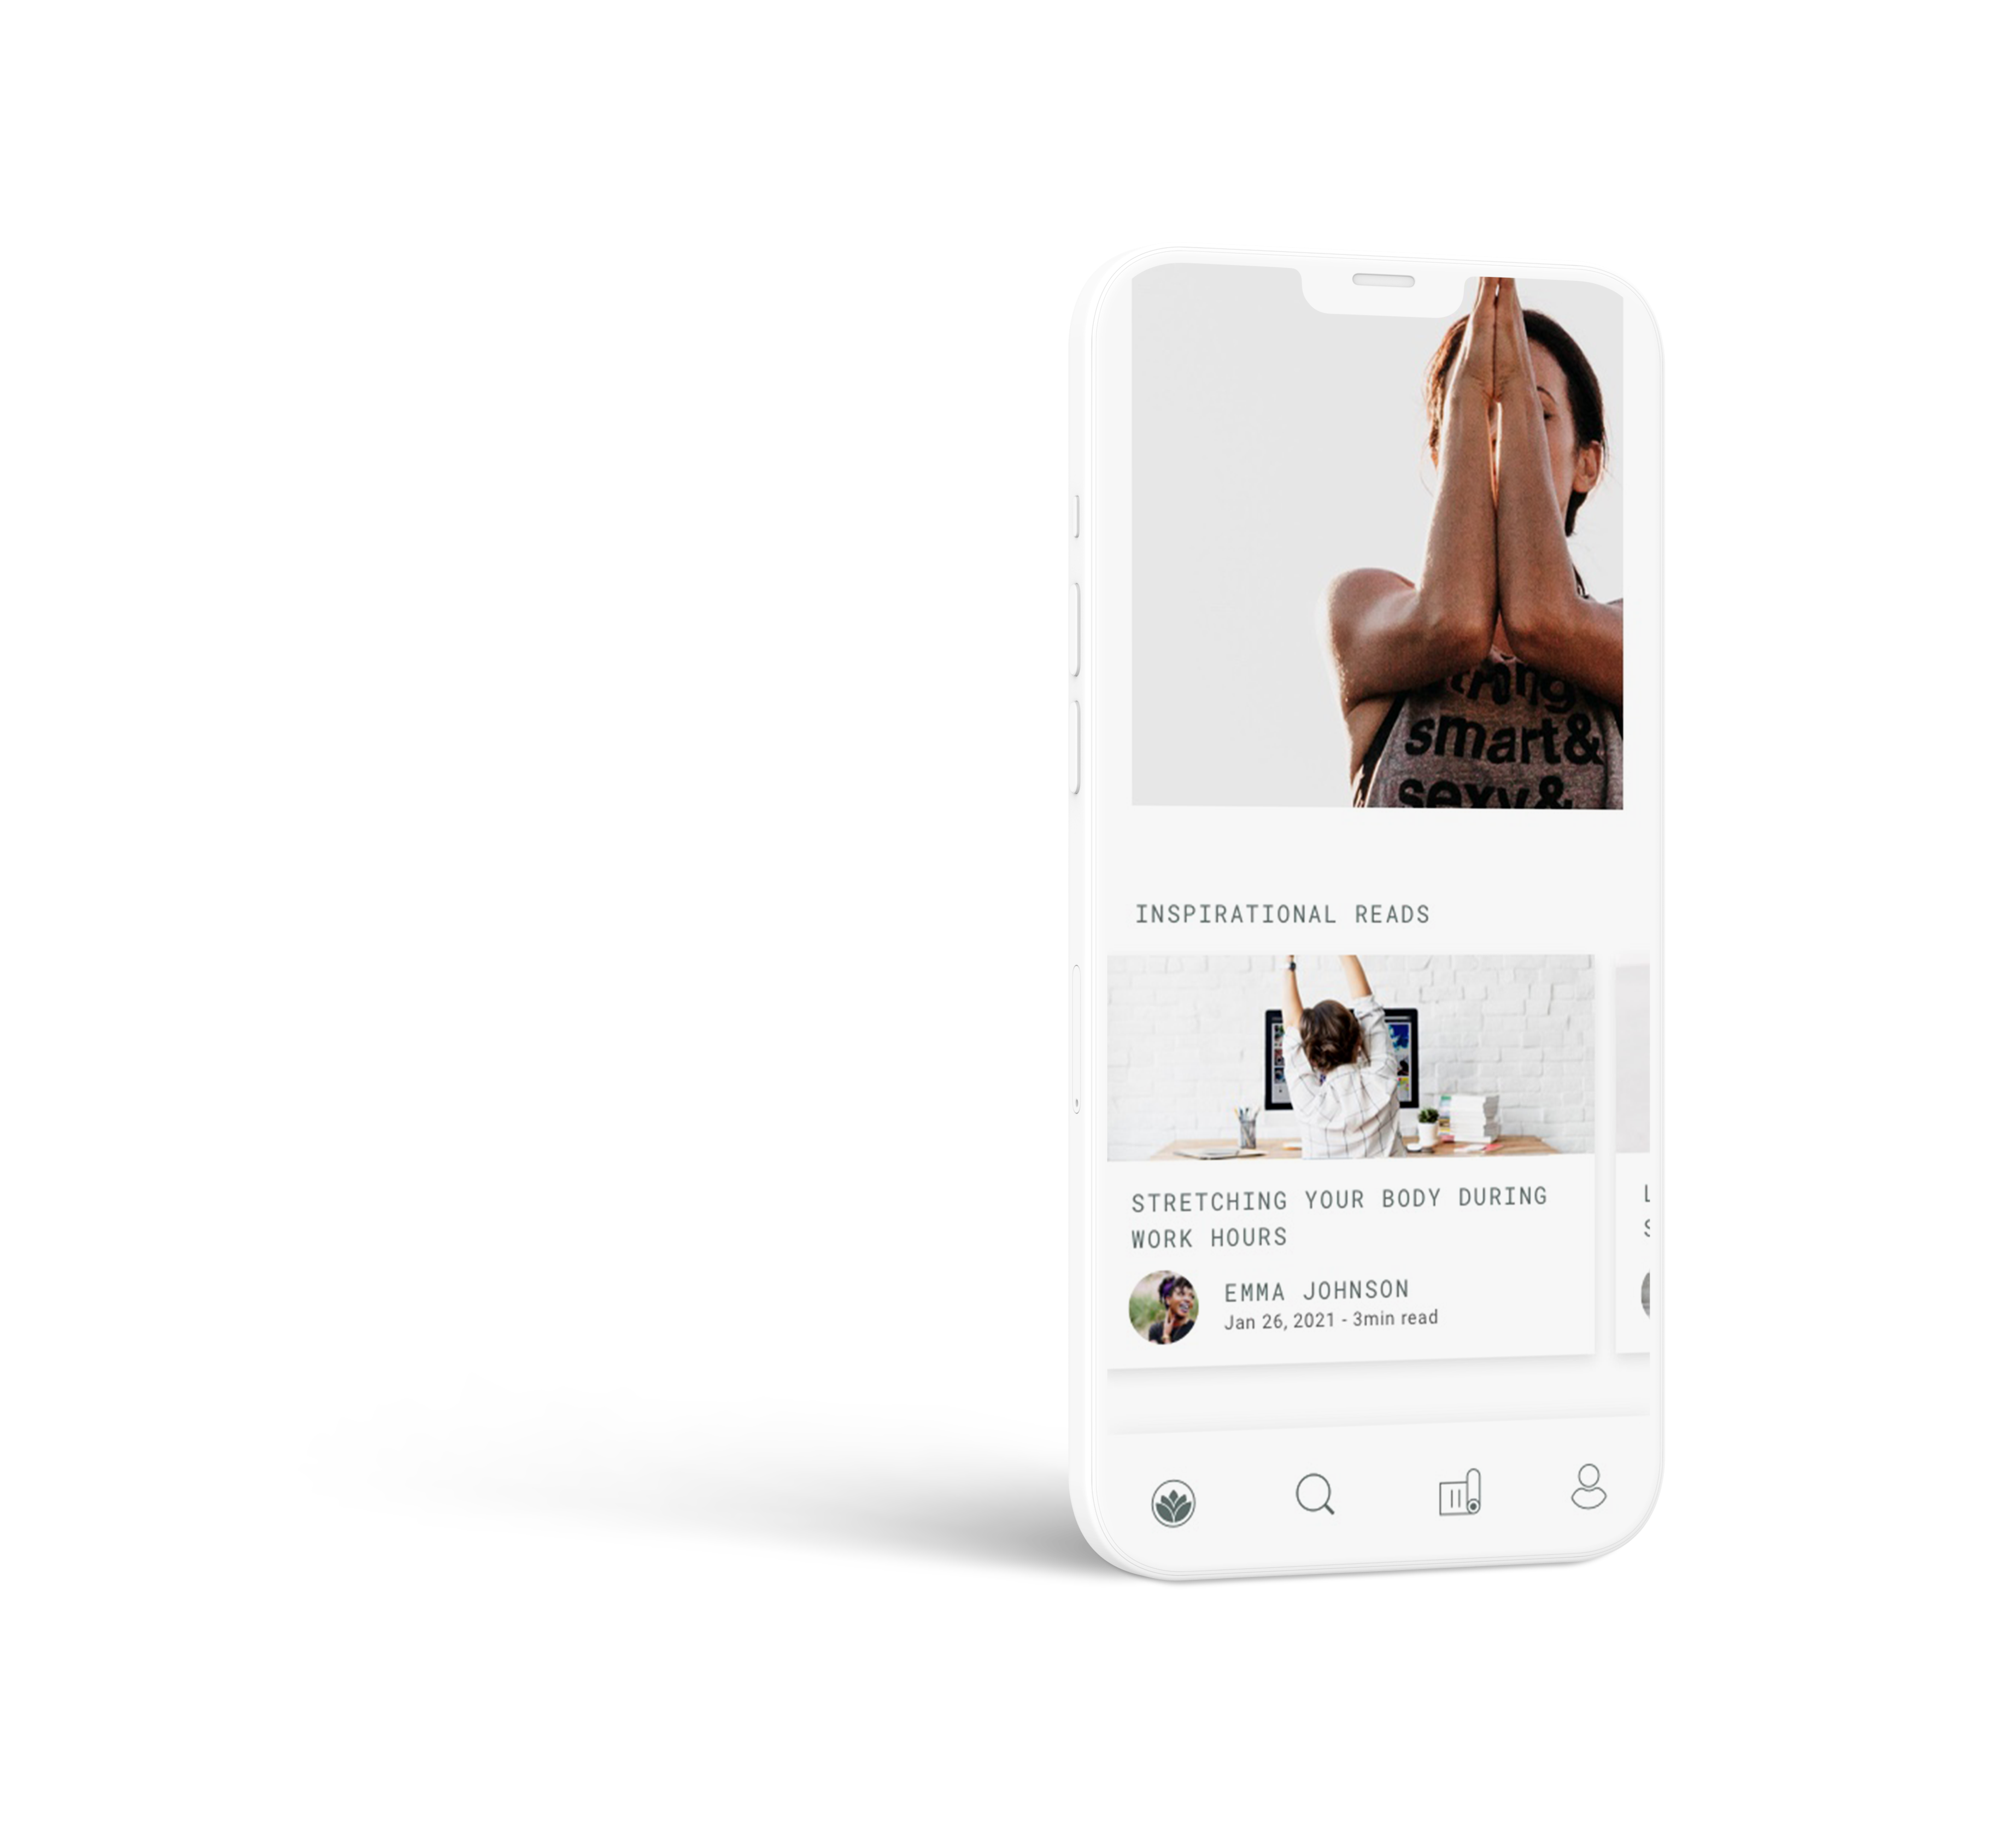 smart&
sexy&
INSPIRATIONAL READS
STRETCHING YOUR BODY DURING
WORK HOURS
EMMA JOHNSON
Jan 26, 2021 - 3min read